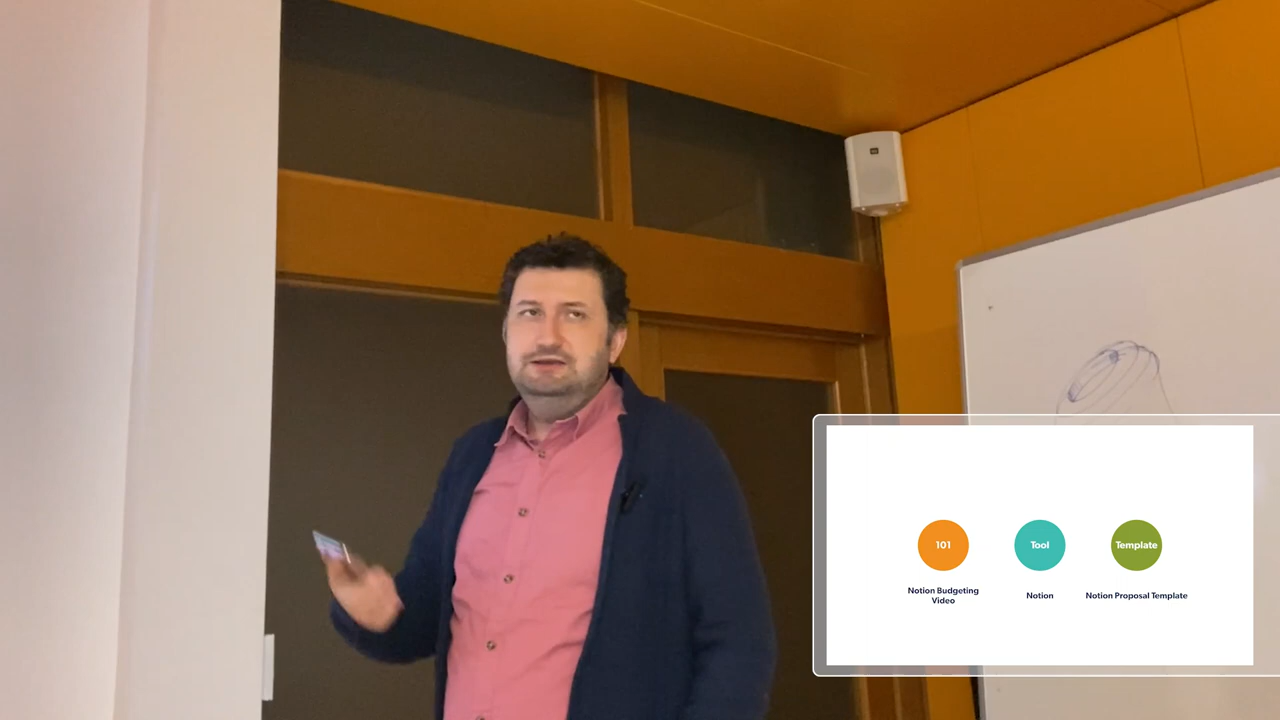 101
Tool
Template
Notion Budgeting
Video
Notion
Notion Proposal Template